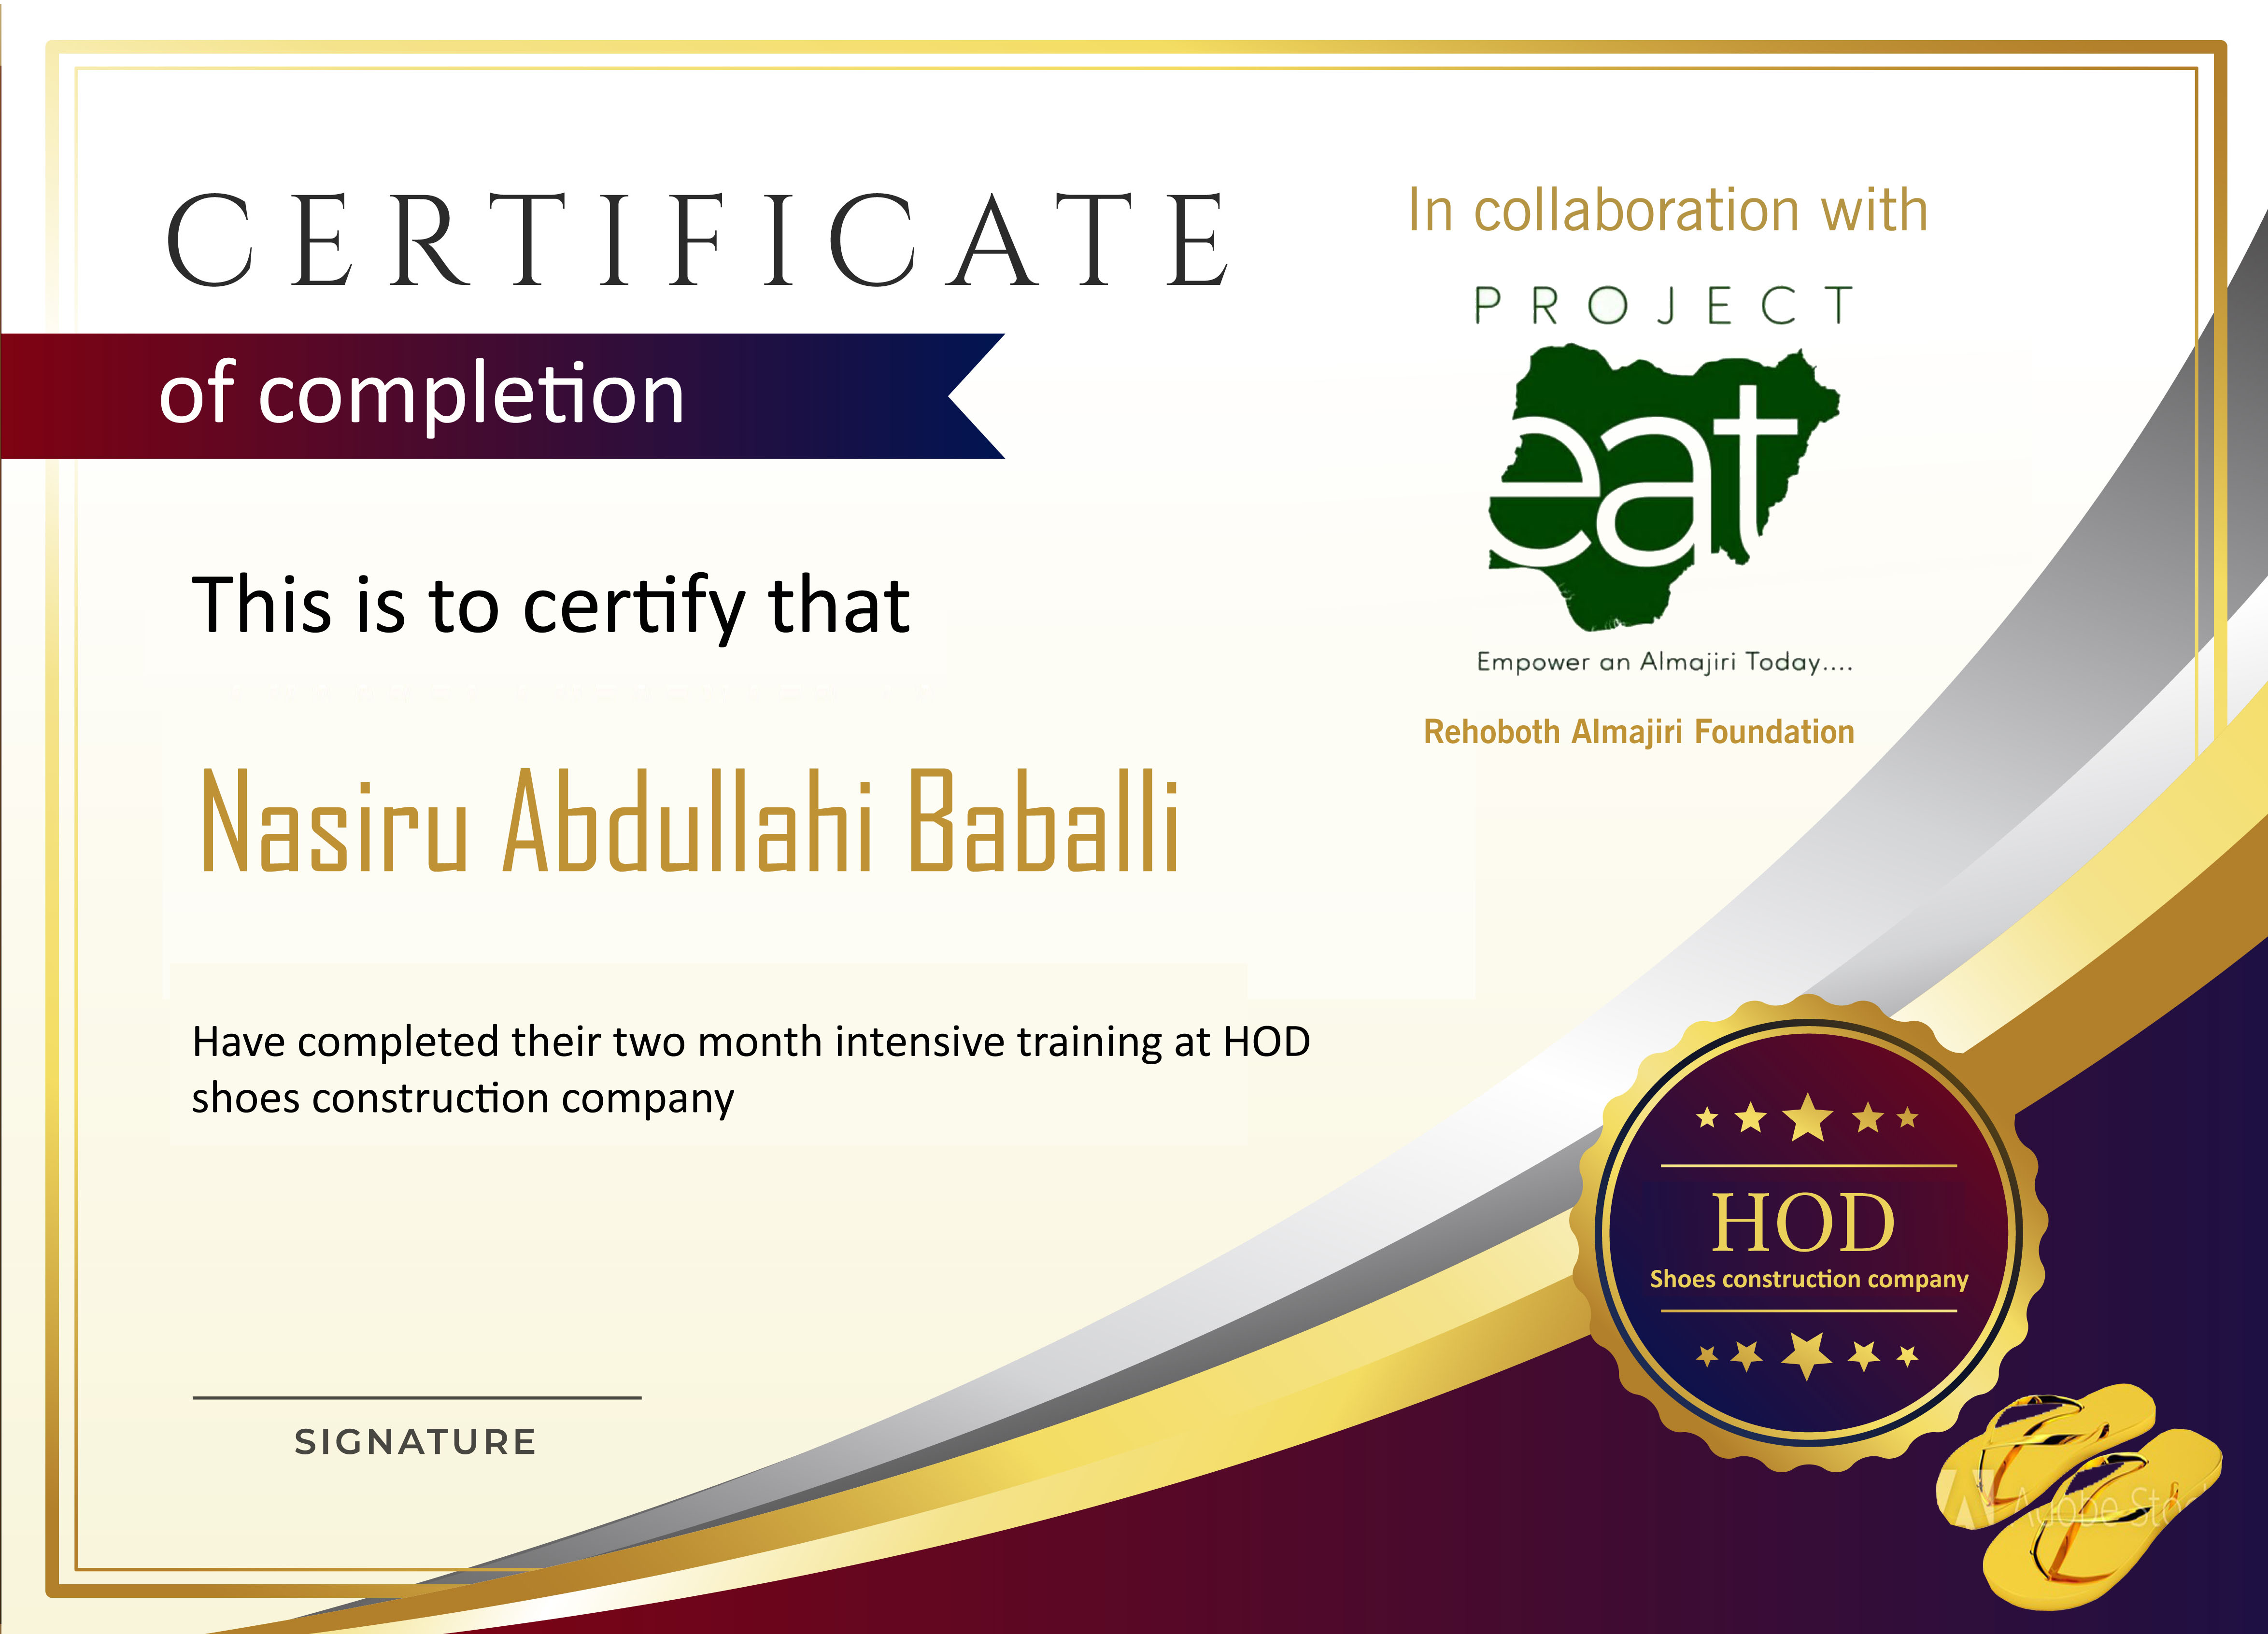 CERTIFICATE
of completion
This is to certify that
Nasiru Abdullahi Baballi
Have completed their two month intensive training at HOD
shoes construction company
SIGNATURE
In collaboration with
PROJECT
eat
Empower an Almajiri Today....
Rehoboth Almajiri Foundation
HOD
Shoes construction company
Adobe Stock